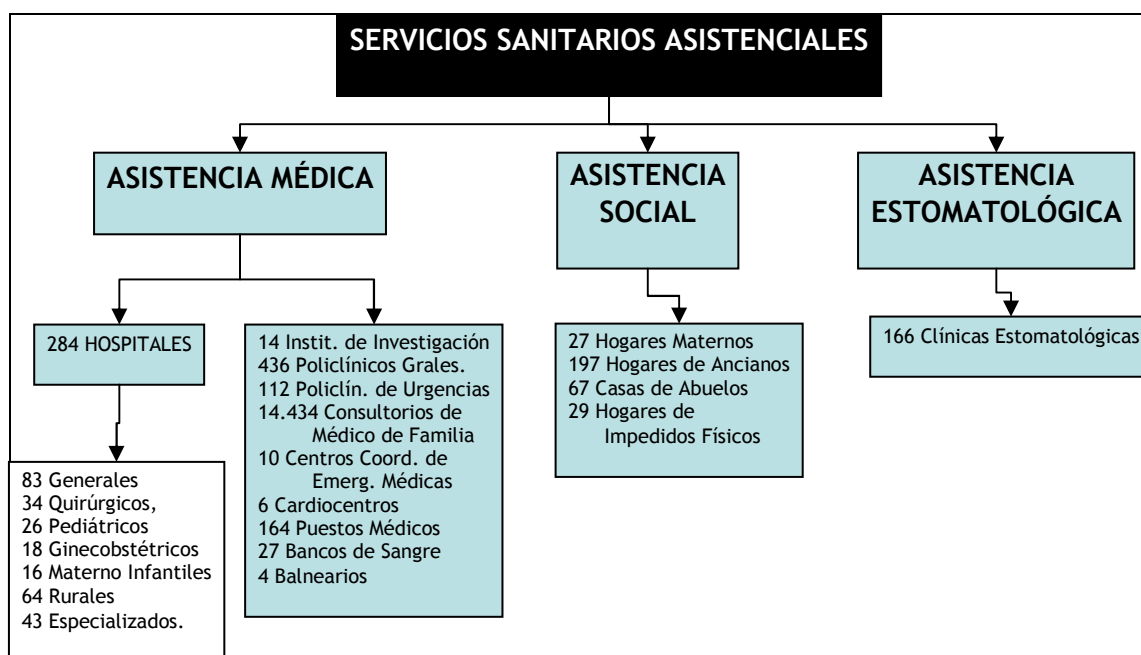 SERVICIOS SANITARIOS ASISTENCIALES
ASISTENCIA MÉDICA
ASISTENCIA
SOCIAL
ASISTENCIA
ESTOMATOLÓGICA
284 HOSPITALES
14 Instit. de Investigación
436 Policlínicos Grales.
112 Policlín. de Urgencias
14.434 Consultorios de
Médico de Familia
10 Centros Coord. de
Emerg. Médicas
6 Cardiocentros
164 Puestos Médicos
27 Bancos de Sangre
4 Balnearios
27 Hogares Maternos
197 Hogares de Ancianos
67 Casas de Abuelos
29 Hogares de
Impedidos Físicos
166 Clínicas Estomatológicas
83 Generales
34 Quirúrgicos,
26 Pediátricos
18 Ginecobstétricos
16 Materno Infantiles
64 Rurales
43 Especializados.